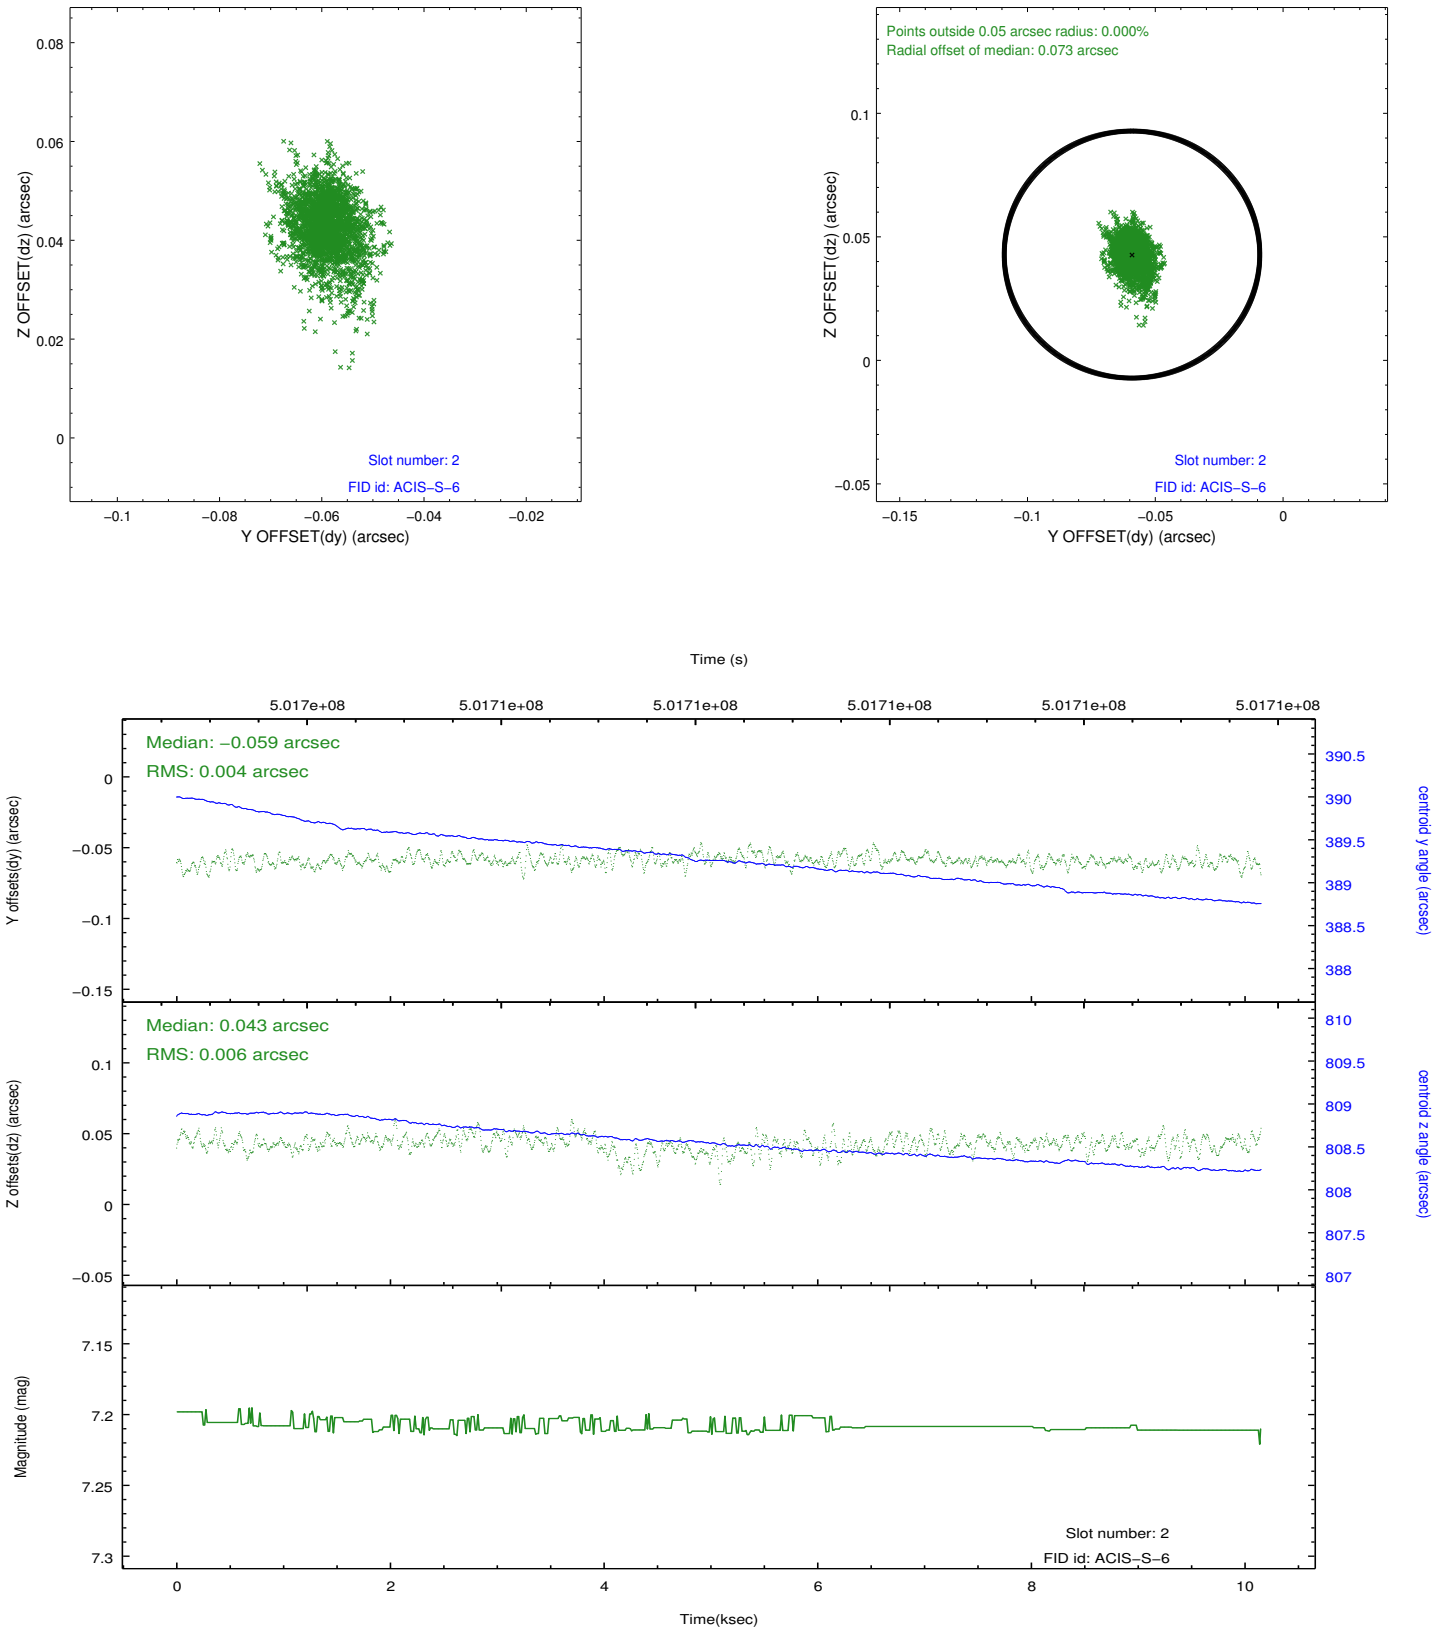 0.08
0.06
0.04
0.02
0
Z OFFSET(dz) (arcsec)
Slot number: 2
FID id: ACIS−S−6
−0.1
−0.08
−0.06
−0.04
−0.02
Y OFFSET(dy) (arcsec)
Points outside 0.05 arcsec radius: 0.000%
Radial offset of median: 0.073 arcsec
0.1
0.05
0
−0.05
Z OFFSET(dz) (arcsec)
Slot number: 2
FID id: ACIS−S−6
−0.15
−0.1
−0.05
0
Y OFFSET(dy) (arcsec)
Time (s)
5.017e+08
5.0171e+08
5.0171e+08
5.0171e+08
5.0171e+08
5.0171e+08
Median: −0.059 arcsec
RMS: 0.004 arcsec
0
−0.05
−0.1
−0.15
Y offsets(dy) (arcsec)
390.5
390
389.5
389
388.5
388
centroid y angle (arcsec)
Median: 0.043 arcsec
RMS: 0.006 arcsec
0.1
0.05
0
−0.05
Z offsets(dz) (arcsec)
810
809.5
809
808.5
808
807.5
807
centroid z angle (arcsec)
7.15
7.2
7.25
7.3
Magnitude (mag)
Slot number: 2
FID id: ACIS−S−6
0
2
4
6
8
10
Time(ksec)